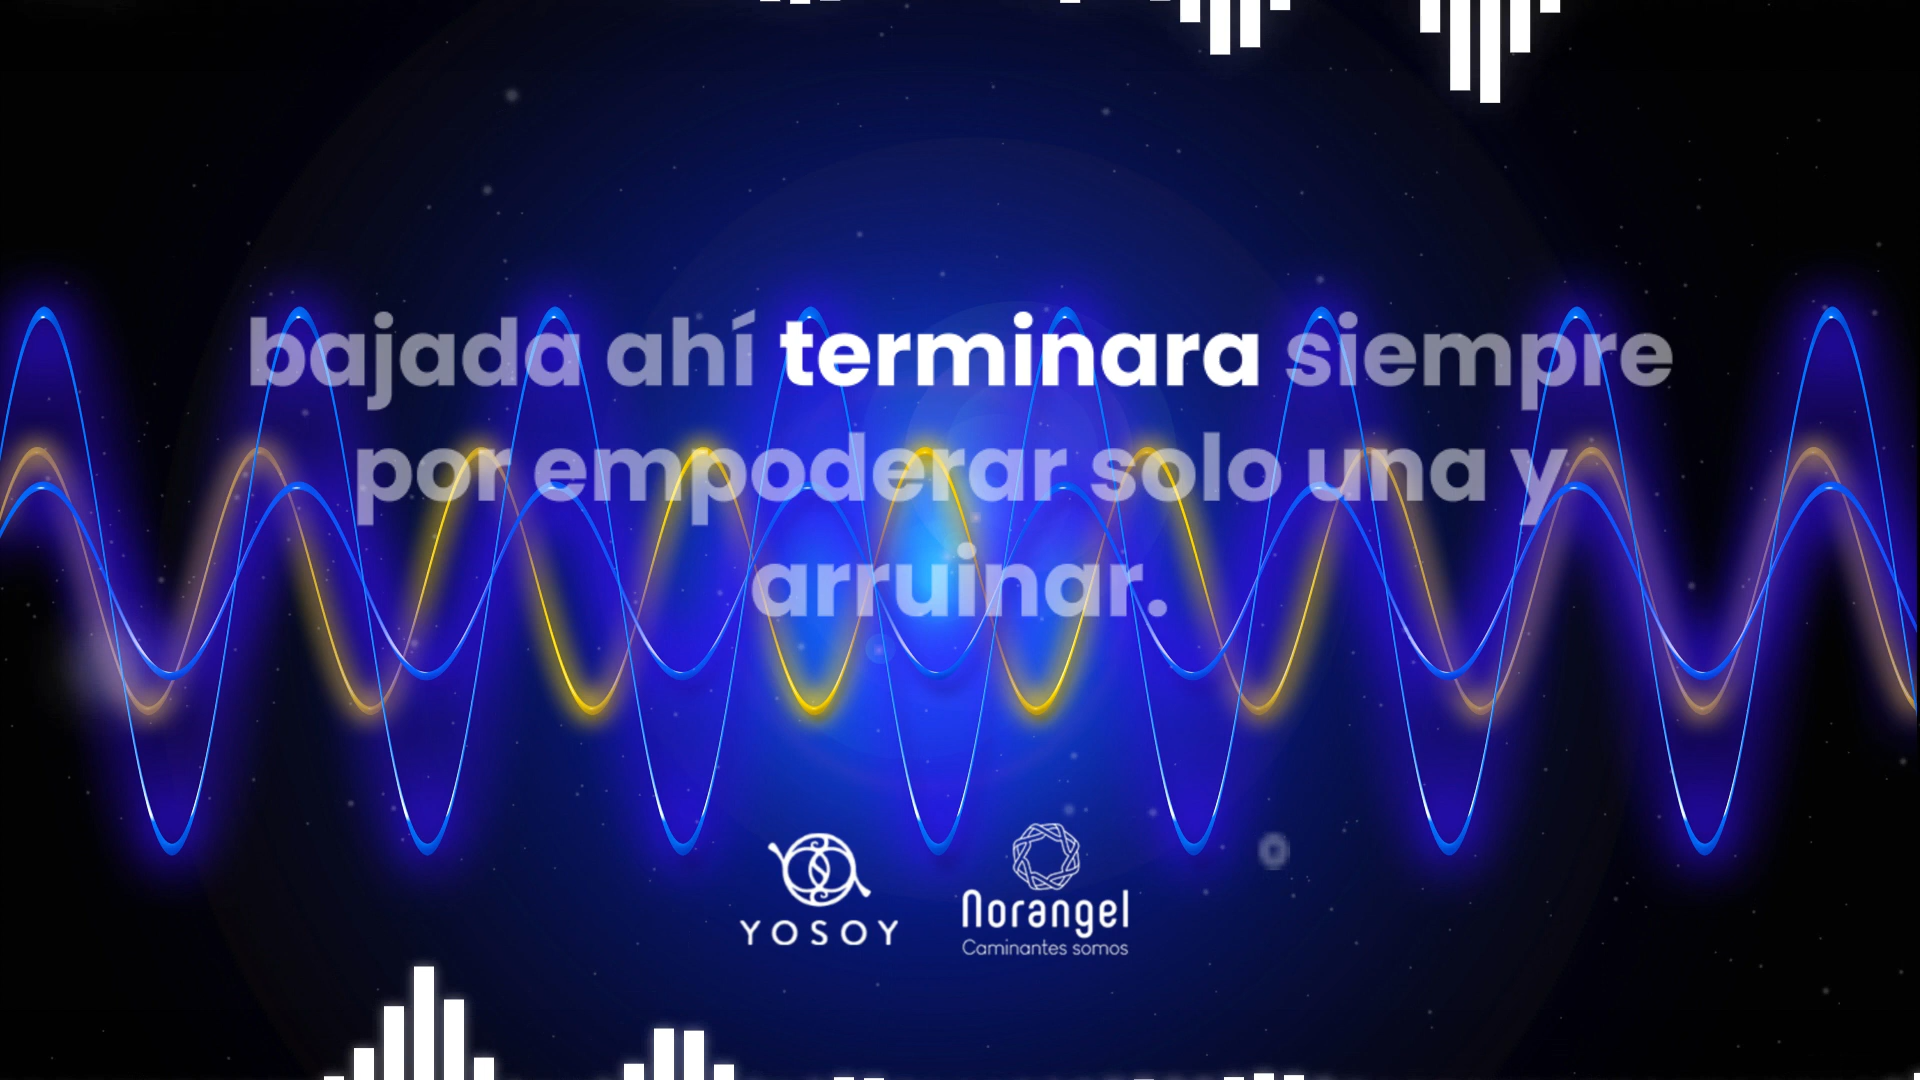 bajada ahí terminara siempre
por empoderar solo una y
arruinar.
YOSOY
Norangel
Caminantes somos